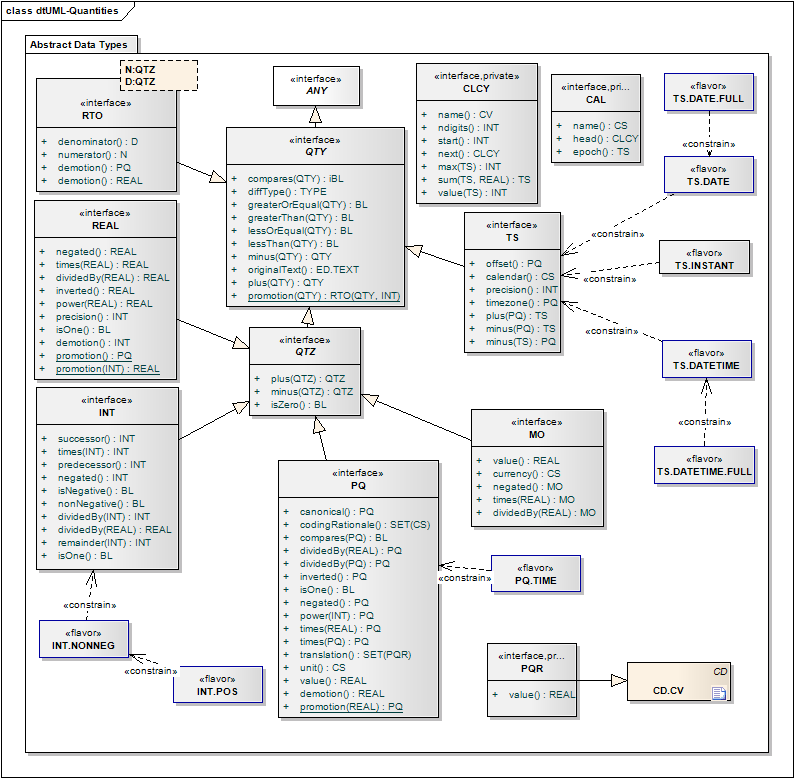 class dtUML-Quantities
Abstract Data Types
N:QTZ
D:QTZ
«interface»
RTO
+ denominator() : D
+ numerator() : N
+ demotion() : PQ
+ demotion() : REAL
«interface»
ANY
«interface»
QTY
+ compares(QTY) : iBL
+ diffType() : TYPE
+ greaterOrEqual(QTY) : BL
+ greaterThan(QTY) : BL
+ lessOrEqual(QTY) : BL
+ lessThan(QTY) : BL
+ minus(QTY) : QTY
+ originalText() : ED.TEXT
+ plus(QTY) : QTY
+ promotion(QTY) : RTO(QTY, INT)
«interface,private»
CLCY
+ name() : CV
+ ndigits() : INT
+ start() : INT
+ next() : CLCY
+ max(TS) : INT
+ sum(TS, REAL) : TS
+ value(TS) : INT
«interface,pri...
CAL
+ name() : CS
+ head() : CLCY
+ epoch() : TS
«flavor»
TS.DATE.FULL
«constrain»
«flavor»
TS.DATE
«constrain»
«interface»
REAL
+ negated() : REAL
+ times(REAL) : REAL
+ dividedBy(REAL) : REAL
+ inverted() : REAL
+ power(REAL) : REAL
+ precision() : INT
+ isOne() : BL
+ demotion() : INT
+ promotion() : PQ
+ promotion(INT) : REAL
«interface»
TS
+ offset() : PQ
+ calendar() : CS
+ precision() : INT
+ timezone() : PQ
+ plus(PQ) : TS
+ minus(PQ) : TS
+ minus(TS) : PQ
«flavor»
TS.INSTANT
«constrain»
«constrain»
«flavor»
TS.DATETIME
«constrain»
«flavor»
TS.DATETIME.FULL
«interface»
QTZ
+ plus(QTZ) : QTZ
+ minus(QTZ) : QTZ
+ isZero() : BL
«interface»
INT
+ successor() : INT
+ times(INT) : INT
+ predecessor() : INT
+ negated() : INT
+ isNegative() : BL
+ nonNegative() : BL
+ dividedBy(INT) : INT
+ dividedBy(REAL) : REAL
+ remainder(INT) : INT
+ isOne() : BL
«interface»
MO
+ value() : REAL
+ currency() : CS
+ negated() : MO
+ times(REAL) : MO
+ dividedBy(REAL) : MO
«interface»
PQ
+ canonical() : PQ
+ codingRationale() : SET(CS)
+ compares(PQ) : BL
+ dividedBy(REAL) : PQ
+ dividedBy(PQ) : PQ
+ inverted() : PQ
+ isOne() : BL
+ negated() : PQ
+ power(INT) : PQ
+ times(REAL) : PQ
+ times(PQ) : PQ
+ translation() : SET(PQR)
+ unit() : CS
+ value() : REAL
+ demotion() : REAL
+ promotion(REAL) : PQ
«constrain»
«flavor»
PQ.TIME
«constrain»
«flavor»
INT.NONNEG
«constrain»
«flavor»
INT.POS
«interface,pr...
PQR
+ value() : REAL
CD
CD.CV